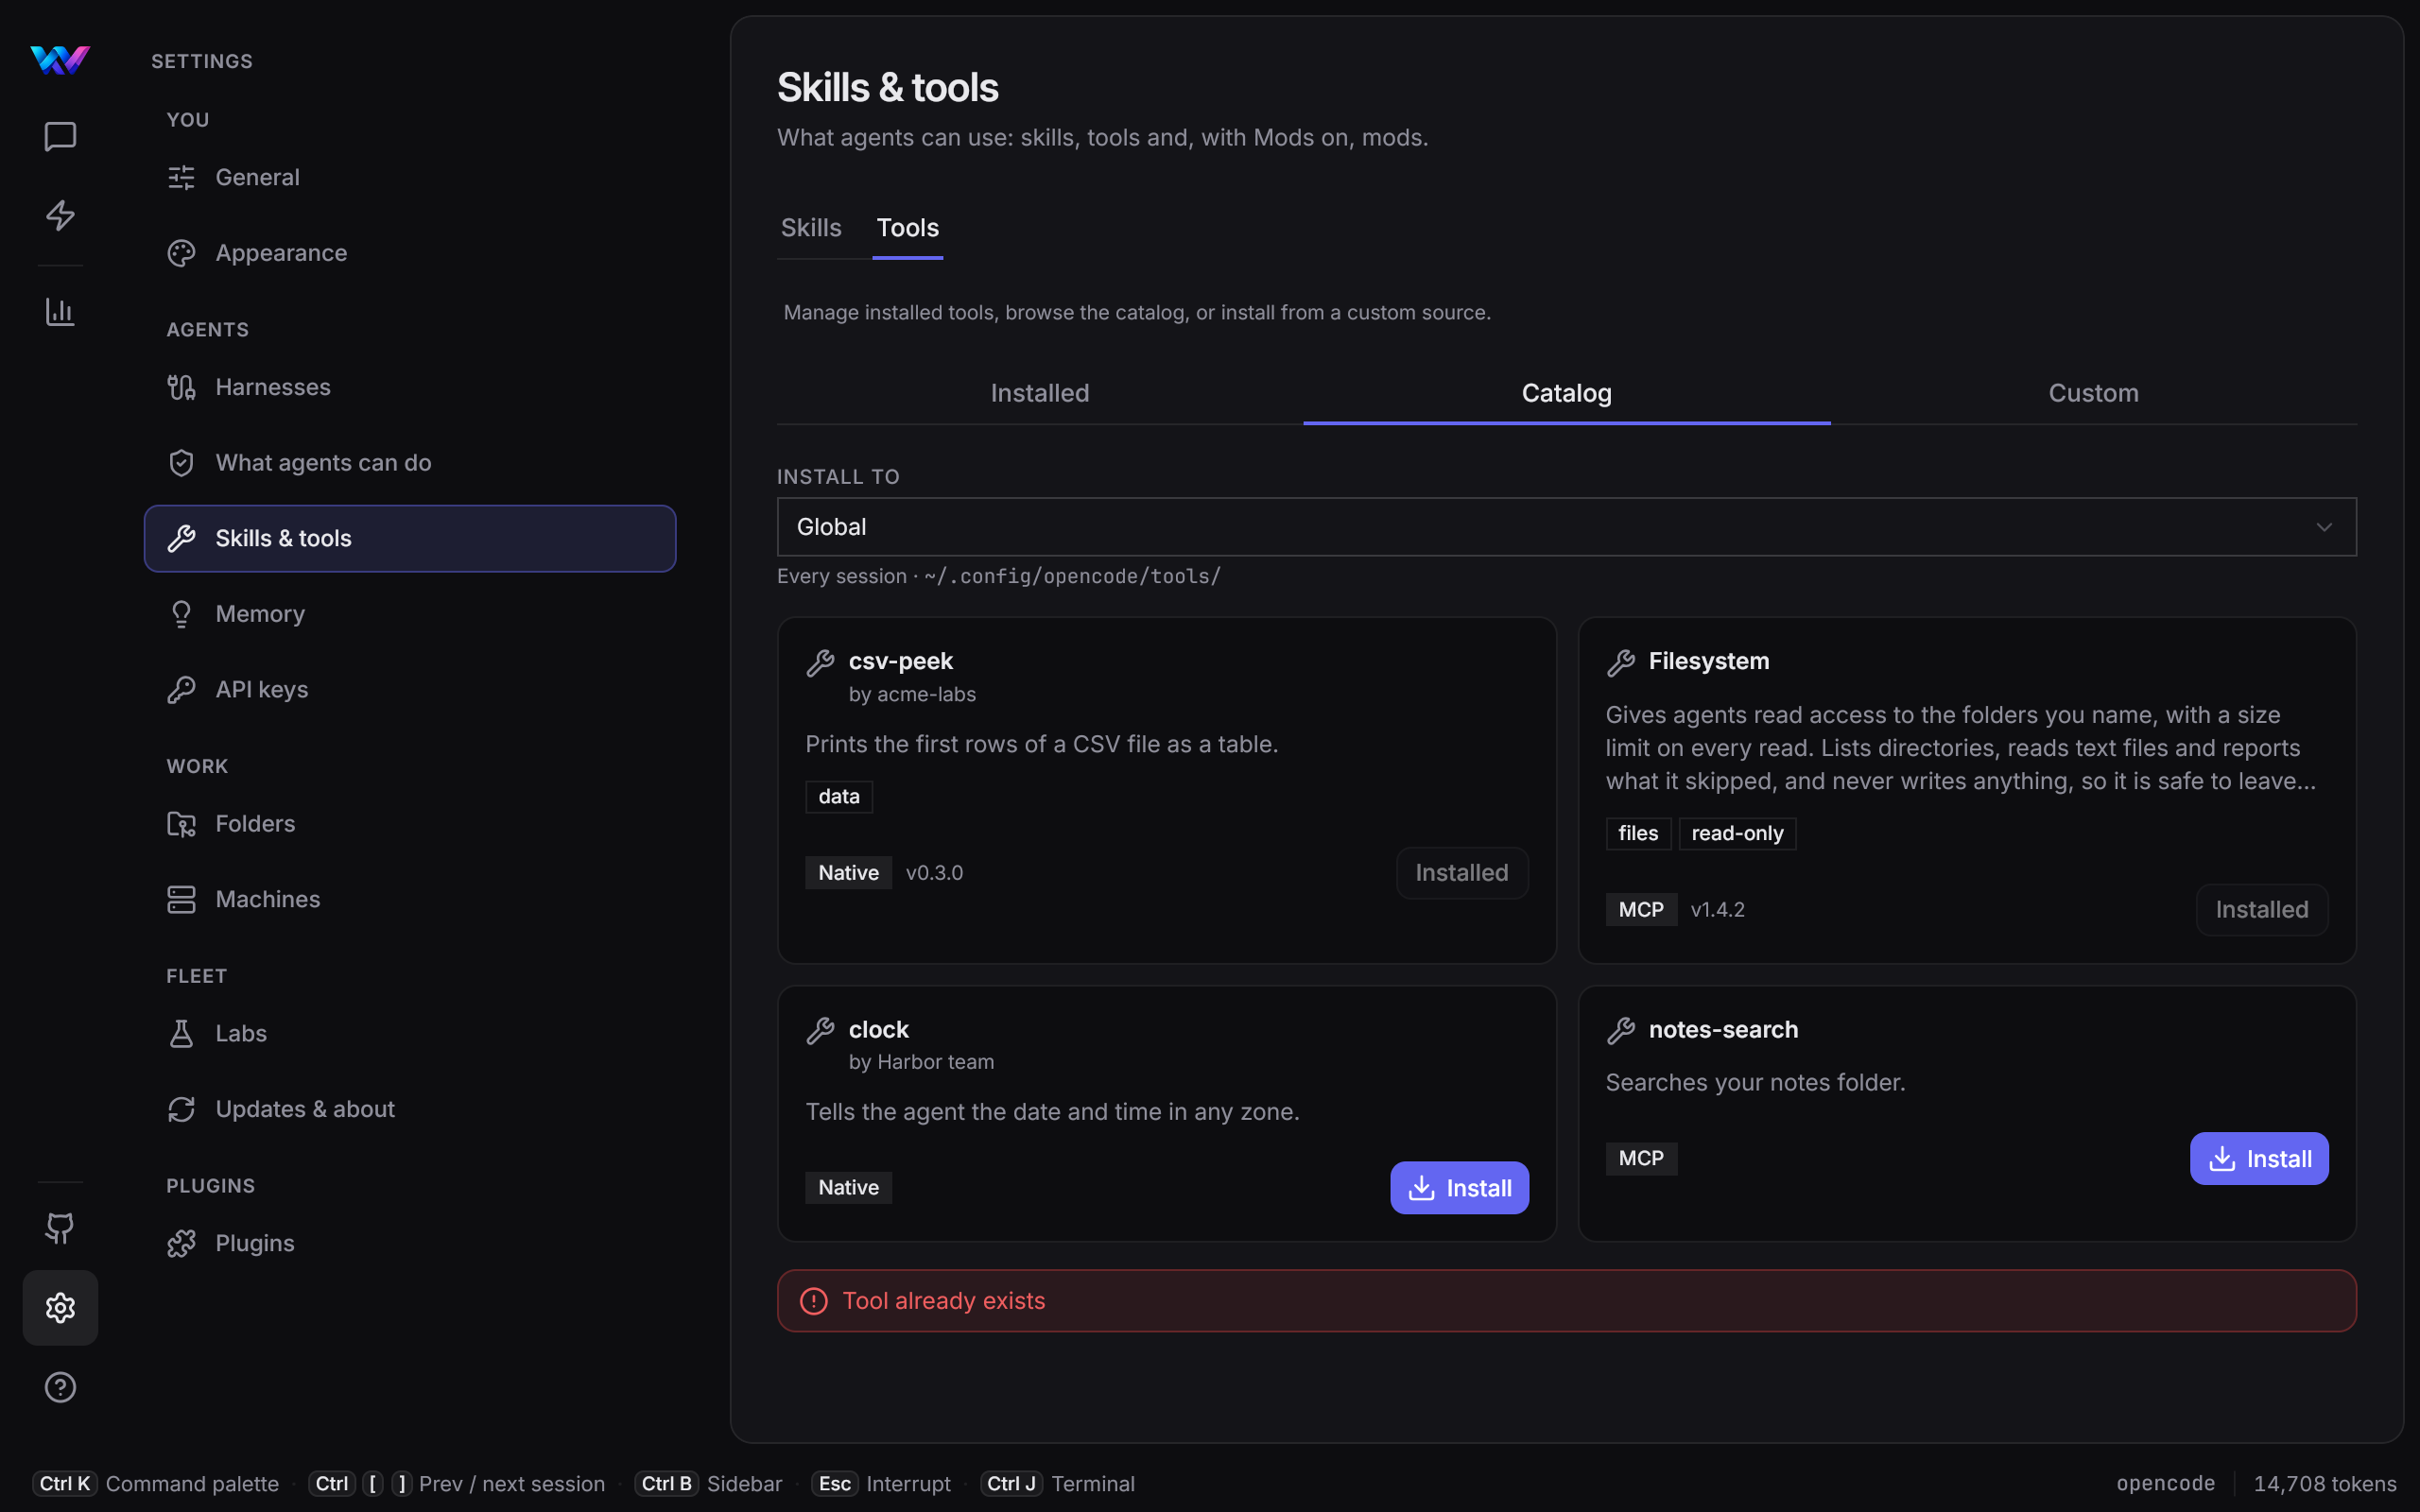 SETTINGS
YOU
General
Appearance
AGENTS
Harnesses
What agents can do
Skills & tools
Memory
API keys
WORK
Folders
Machines
FLEET
Labs
Updates & about
PLUGINS
Plugins
Skills & tools
What agents can use: skills, tools and, with Mods on, mods.
Skills Tools
Manage installed tools, browse the catalog, or install from a custom source.
Installed Catalog Custom
INSTALL TO
Global
Every session · ~/.config/opencode/tools/
csv-peek
by acme-labs
Prints the first rows of a CSV file as a table.
data
Native v0.3.0 Installed
Filesystem
Gives agents read access to the folders you name, with a size
limit on every read. Lists directories, reads text files and reports
what it skipped, and never writes anything, so it is safe to leave...
files read-only
MCP v1.4.2 Installed
clock
by Harbor team
Tells the agent the date and time in any zone.
Native Install
notes-search
Searches your notes folder.
MCP Install
Tool already exists
Ctrl K Command palette · Ctrl [ ] Prev / next session · Ctrl B Sidebar · Esc Interrupt · Ctrl J Terminal
opencode 14,708 tokens